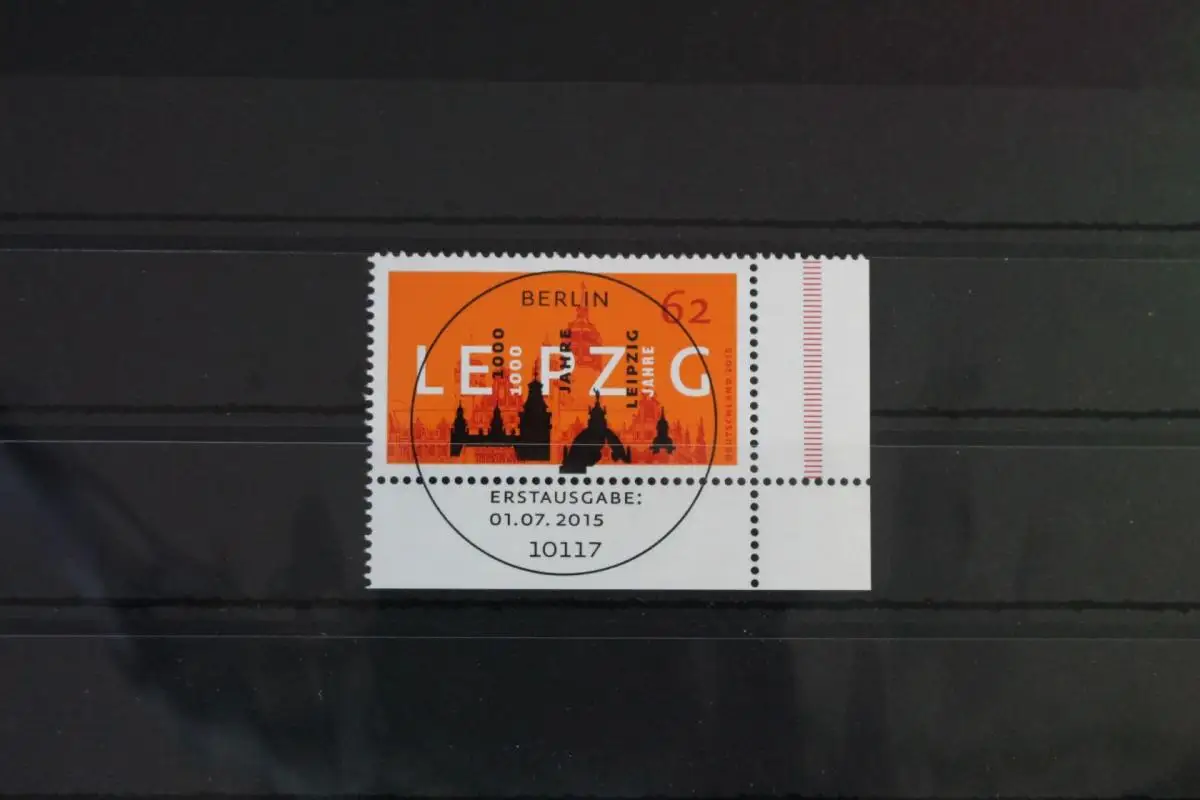 BERLIN
62
LEIPZIG
1000 JAHRE LEIPZIG
1000 JAHRE
DEUTSCHLAND 2015
ERSTAUSGABE:
01.07.2015
10117